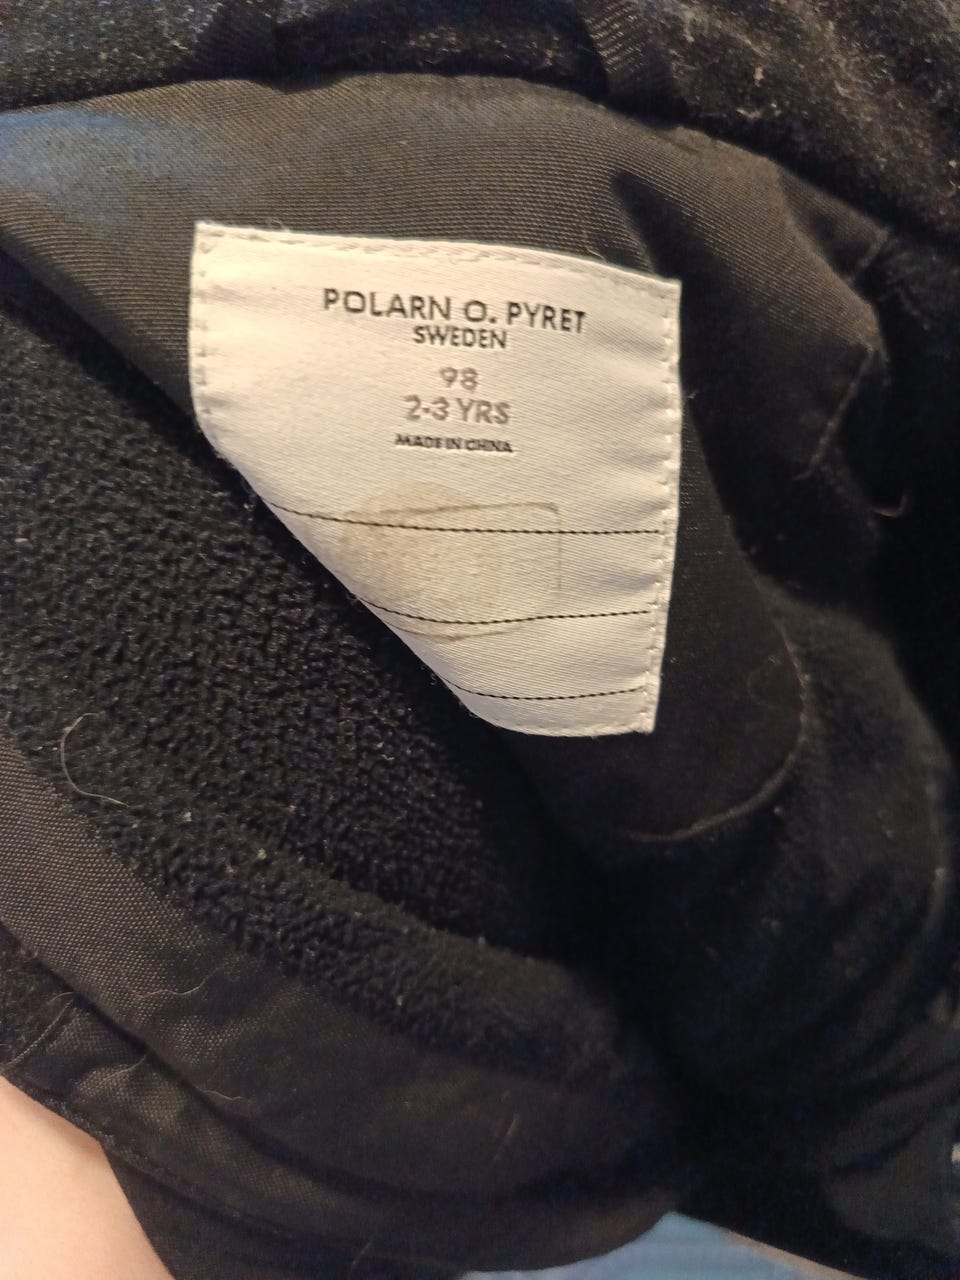 POLARN O. PYRET
SWEDEN
98
2-3 YRS
MADE IN CHINA